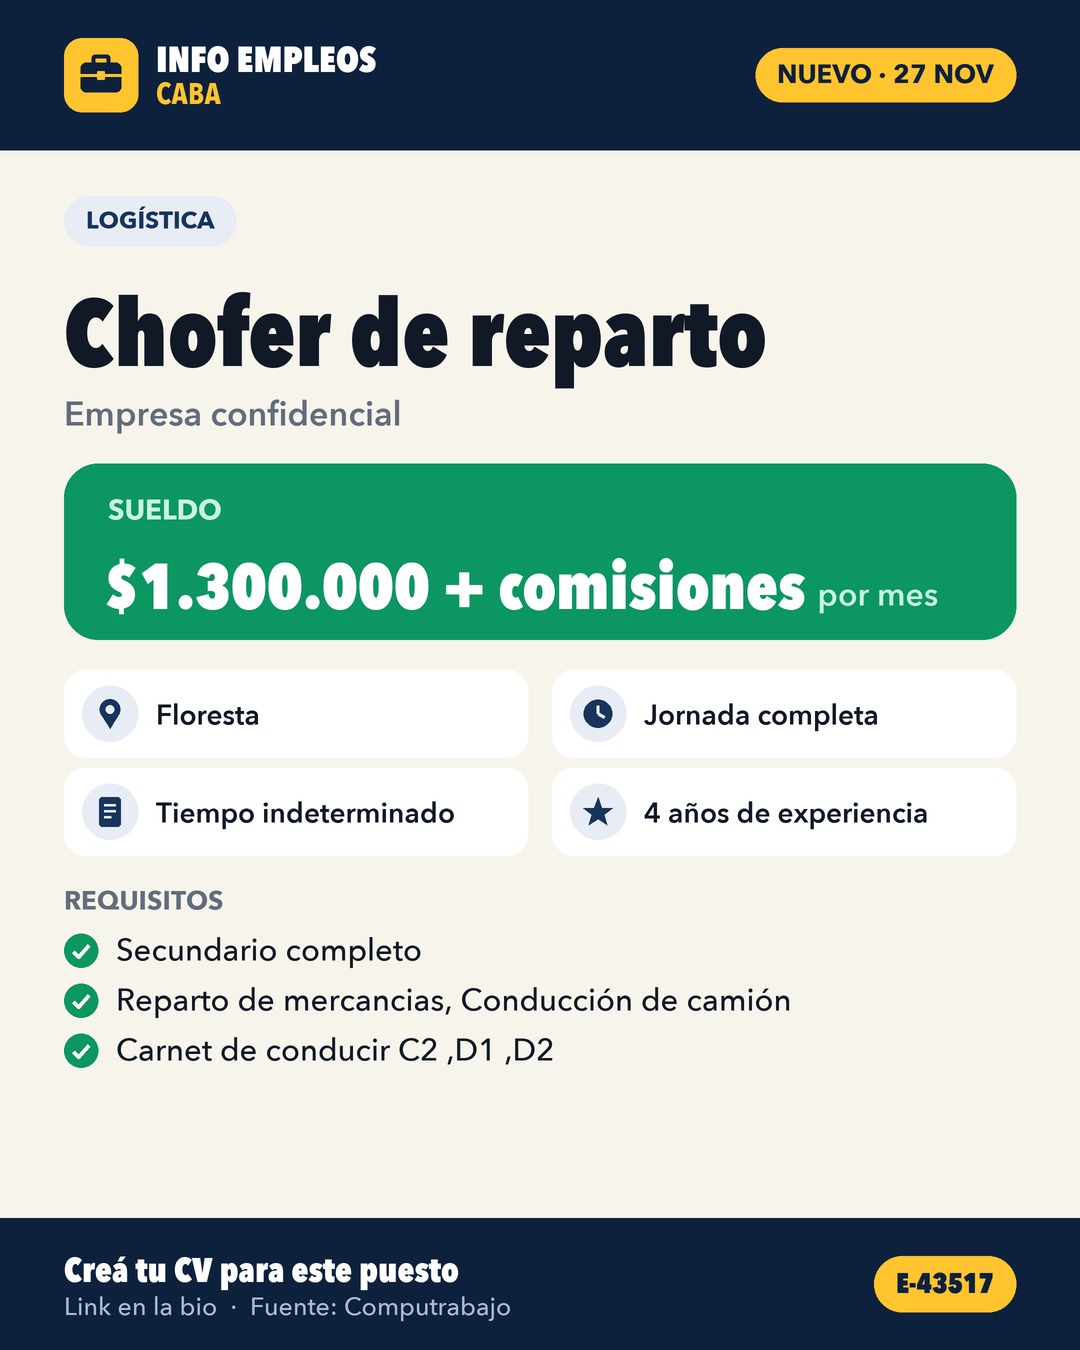 INFO EMPLEOS
CABA
NUEVO · 27 NOV
LOGÍSTICA
Chofer de reparto
Empresa confidencial
SUELDO
$1.300.000 + comisiones por mes
Floresta
Jornada completa
Tiempo indeterminado
4 años de experiencia
REQUISITOS
Secundario completo
Reparto de mercancias, Conducción de camión
Carnet de conducir C2 ,D1 ,D2
Creá tu CV para este puesto
Link en la bio · Fuente: Computrabajo
E-43517